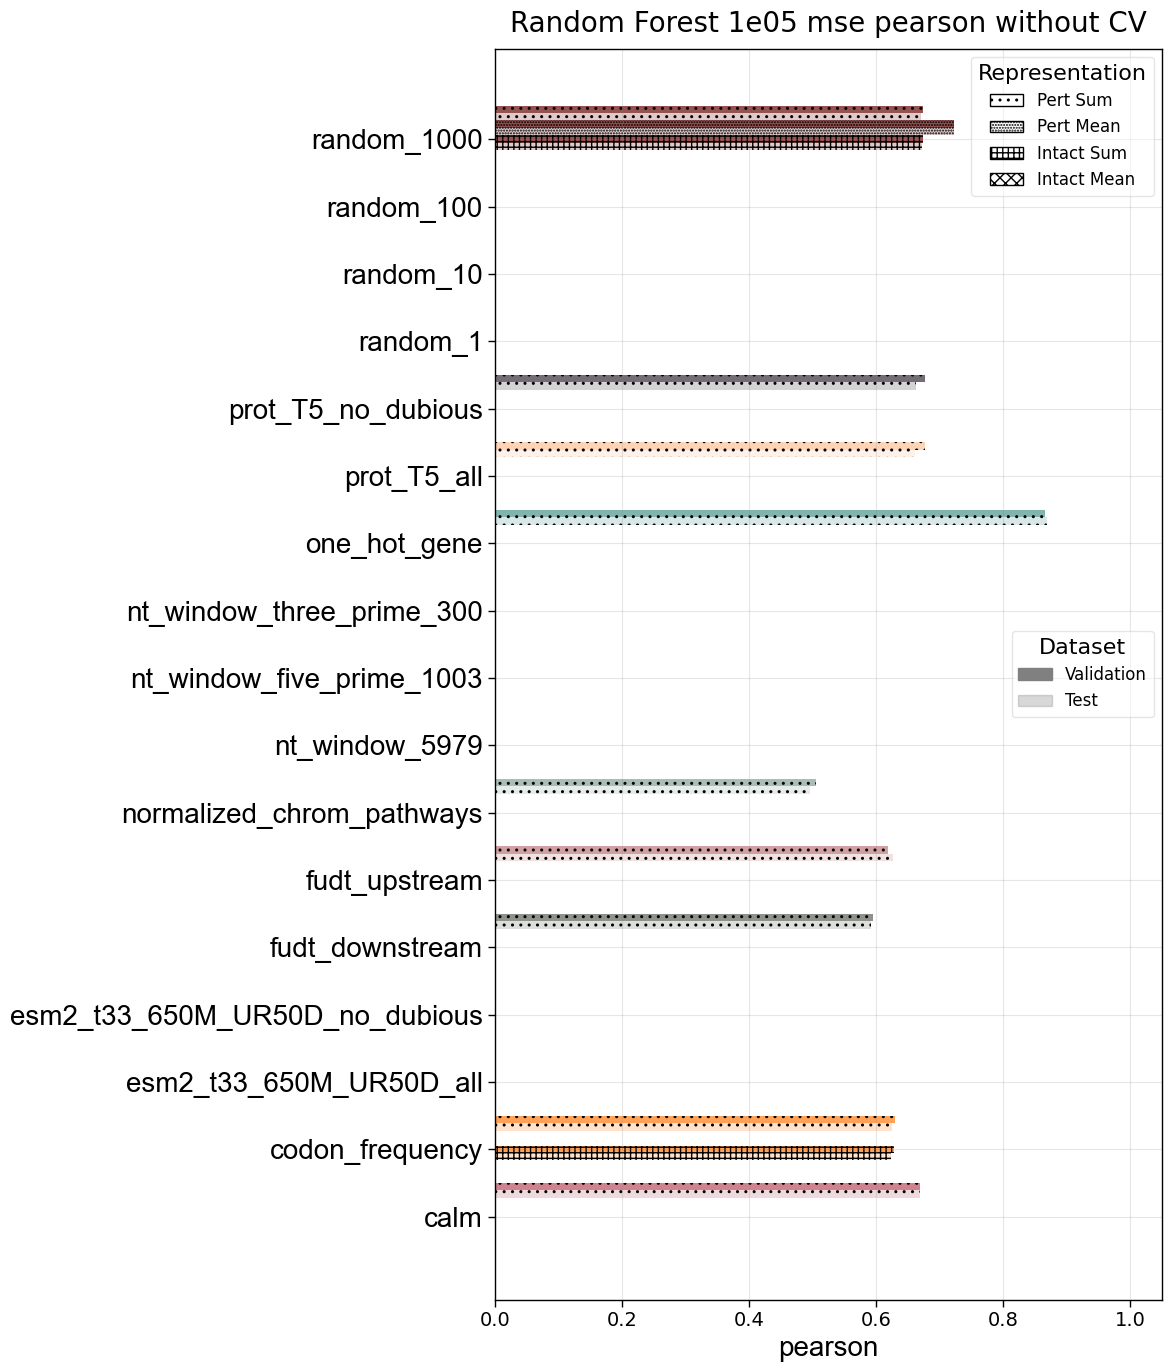 Random Forest 1e05 mse pearson without CV
Representation
Pert Sum
Pert Mean
Intact Sum
Intact Mean
random_1000
random_100
random_10
random_1
prot_T5_no_dubious
prot_T5_all
one_hot_gene
nt_window_three_prime_300
Dataset
Validation
Test
nt_window_five_prime_1003
nt_window_5979
normalized_chrom_pathways
fudt_upstream
fudt_downstream
esm2_t33_650M_UR50D_no_dubious
esm2_t33_650M_UR50D_all
codon_frequency
calm
0.0 0.2 0.4 0.6 0.8 1.0
pearson